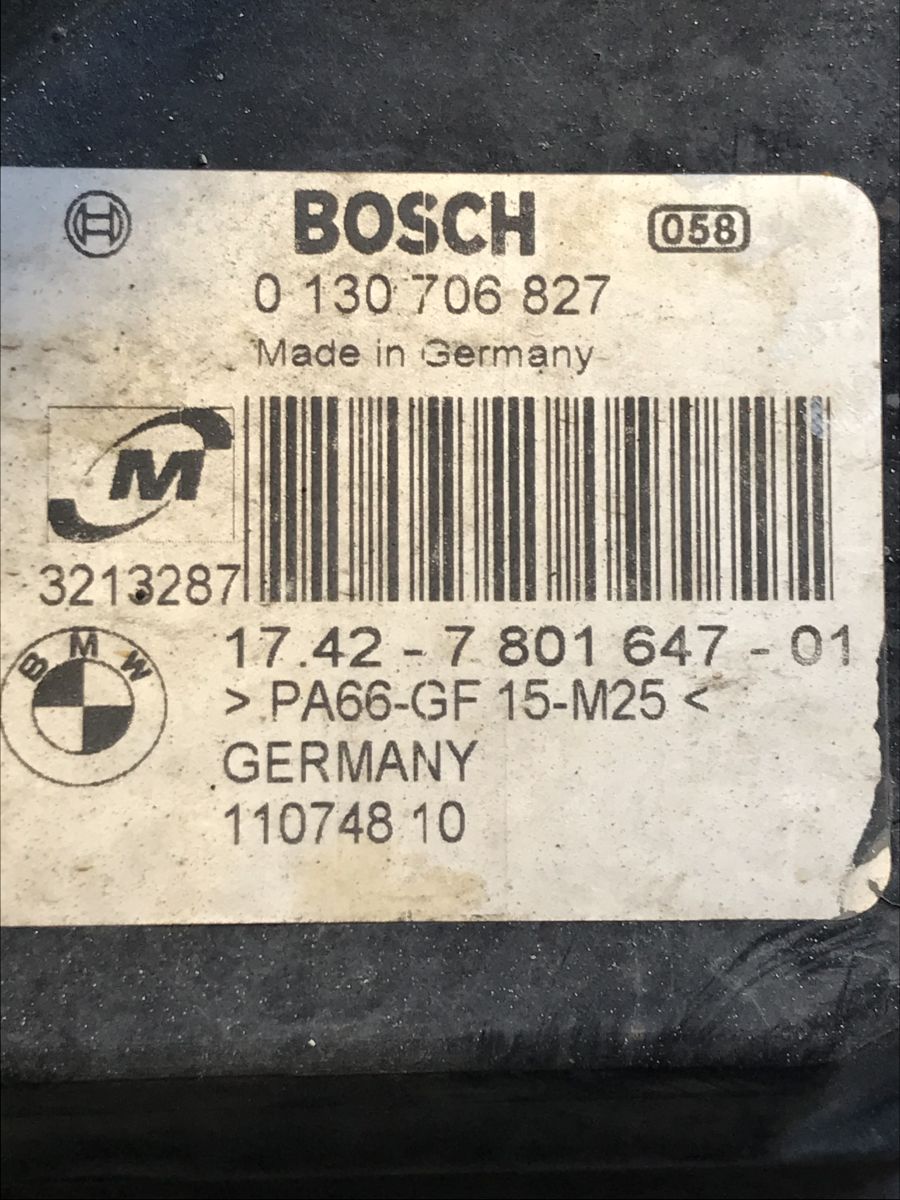 BOSCH
058
0 130 706 827
Made in Germany
M
3213287
BMW
17.42 - 7 801 647 - 01
> PA66-GF 15-M25 <
GERMANY
110748 10